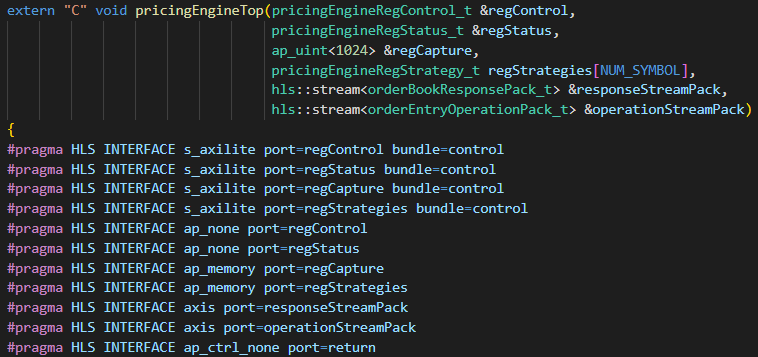 extern "C" void pricingEngineTop(pricingEngineRegControl_t &regControl,
pricingEngineRegStatus_t &regStatus,
ap_uint<1024> &regCapture,
pricingEngineRegStrategy_t regStrategies[NUM_SYMBOL],
hls::stream<orderBookResponsePack_t> &responseStreamPack,
hls::stream<orderEntryOperationPack_t> &operationStreamPack)
{
#pragma HLS INTERFACE s_axilite port=regControl bundle=control
#pragma HLS INTERFACE s_axilite port=regStatus bundle=control
#pragma HLS INTERFACE s_axilite port=regCapture bundle=control
#pragma HLS INTERFACE s_axilite port=regStrategies bundle=control
#pragma HLS INTERFACE ap_none port=regControl
#pragma HLS INTERFACE ap_none port=regStatus
#pragma HLS INTERFACE ap_memory port=regCapture
#pragma HLS INTERFACE ap_memory port=regStrategies
#pragma HLS INTERFACE axis port=responseStreamPack
#pragma HLS INTERFACE axis port=operationStreamPack
#pragma HLS INTERFACE ap_ctrl_none port=return